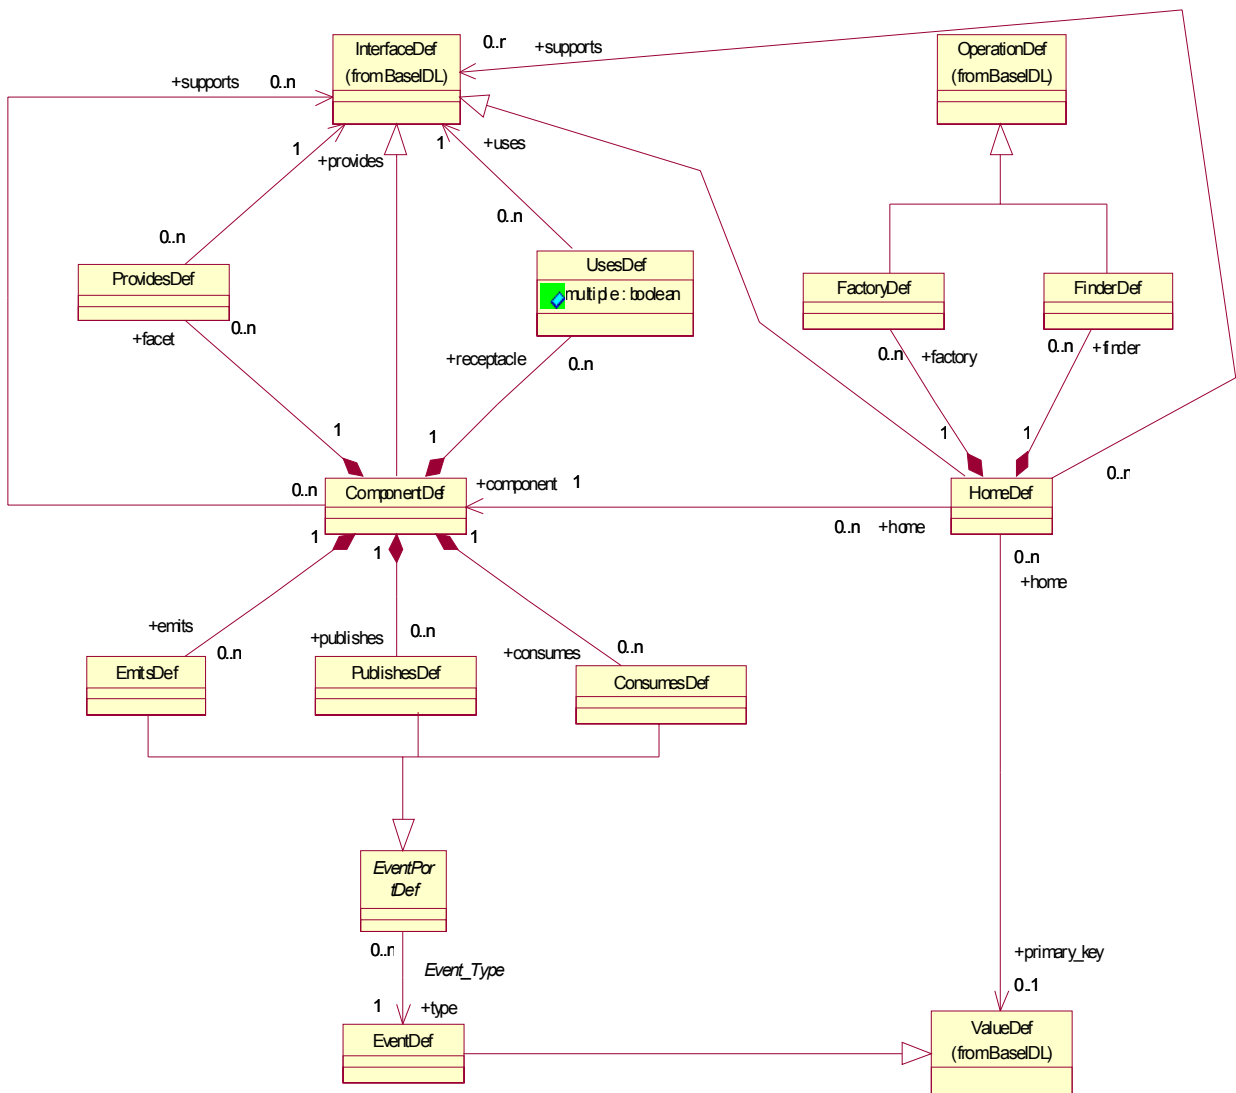 InterfaceDef
(from BaseIDL)
0..r
+supports
OperationDef
(from BaseIDL)
+supports
0..n
1
+provides
1
+uses
0..n
0..n
ProvidesDef
UsesDef
multiple : boolean
FactoryDef
FinderDef
+facet
0..n
+receptacle
0..n
0..n
+factory
0..n
+finder
1
1
1
1
0..n
ComponentDef
+component
1
HomeDef
0..n
1
1
1
0..n
+home
0..n
+home
+emits
0..n
+publishes
0..n
+consumes
0..n
EmitsDef
PublishesDef
ConsumesDef
EventPor
tDef
0..n
Event_Type
1
+type
+primary_key
0..1
EventDef
ValueDef
(from BaseIDL)